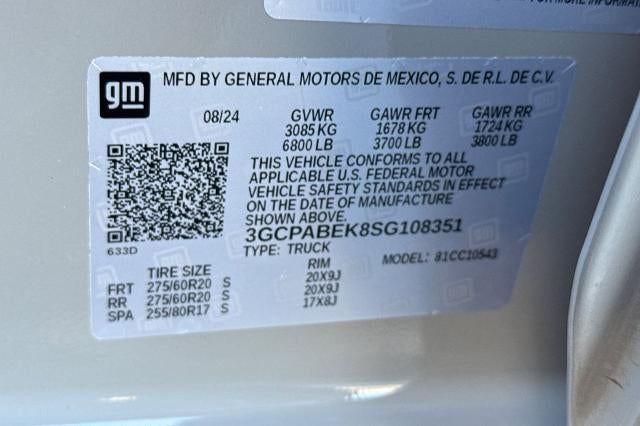 FOR MORE INFORMAT
gm MFD BY GENERAL MOTORS DE MEXICO, S. DE R.L. DE C.V.
08/24 GVWR GAWR FRT GAWR RR
3085 KG 1678 KG 1724 KG
6800 LB 3700 LB 3800 LB
THIS VEHICLE CONFORMS TO ALL
APPLICABLE U.S. FEDERAL MOTOR
VEHICLE SAFETY STANDARDS IN EFFECT
ON THE DATE OF MANUFACTURE
SHOWN ABOVE.
3GCPABEK8SG108351
633D TYPE: TRUCK MODEL: 81CC10543
TIRE SIZE RIM
FRT 275/60R20 S 20X9J
RR 275/60R20 S 20X9J
SPA 255/80R17 S 17X8J